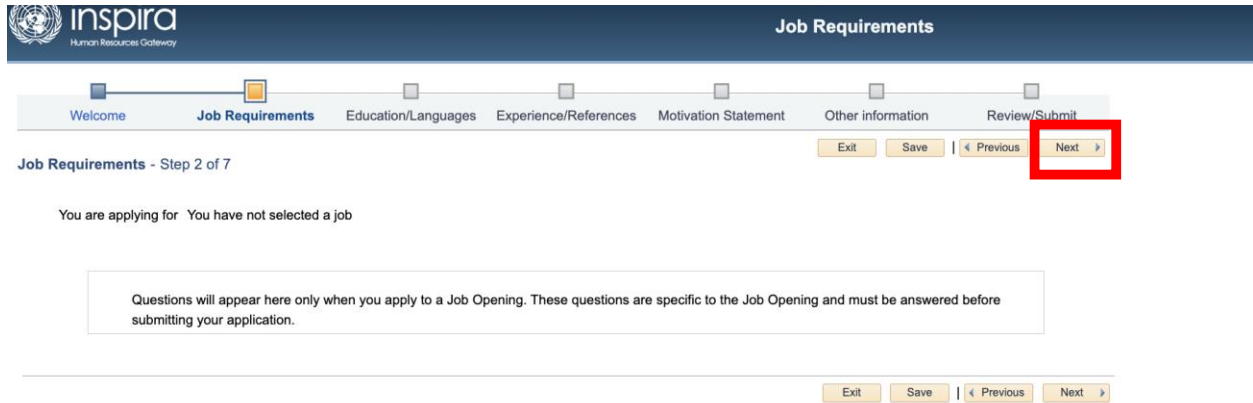 inspira
Human Resources Gateway
Job Requirements
Welcome Job Requirements Education/Languages Experience/References Motivation Statement Other information Review/Submit
Exit Save | Previous Next
Job Requirements - Step 2 of 7
You are applying for You have not selected a job
Questions will appear here only when you apply to a Job Opening. These questions are specific to the Job Opening and must be answered before
submitting your application.
Exit Save | Previous Next